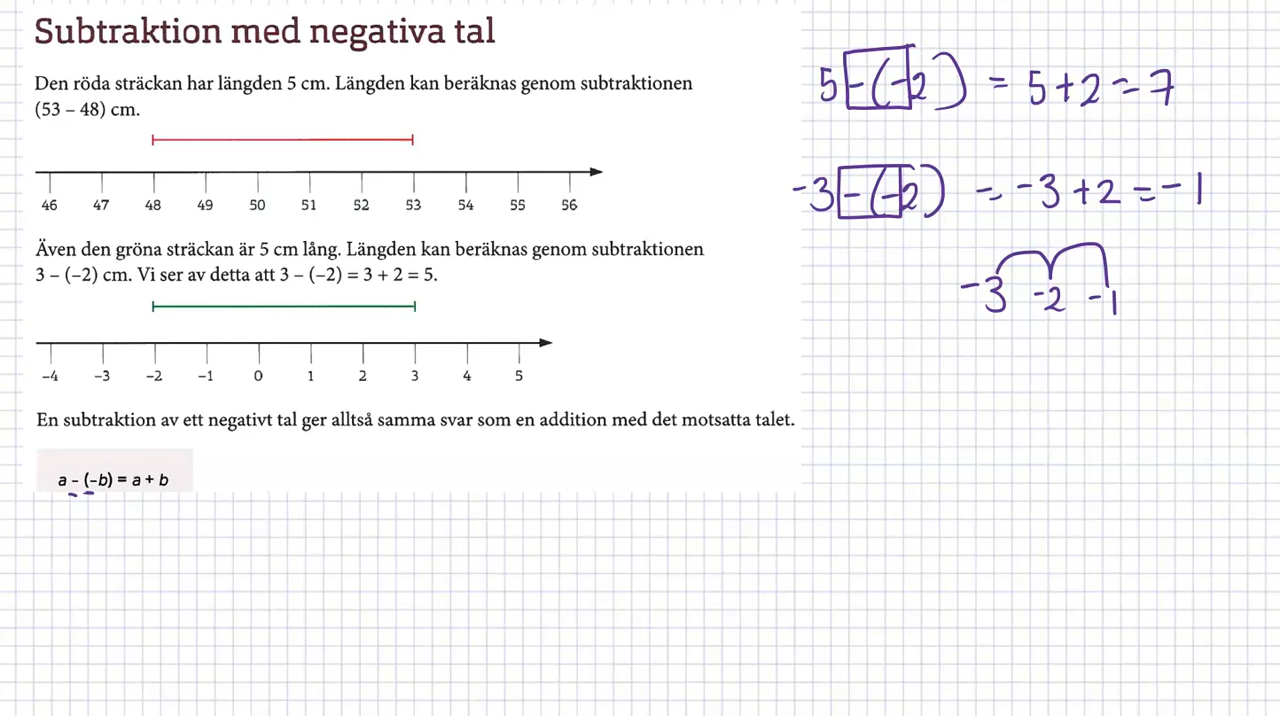 Subtraktion med negativa tal
Den röda sträckan har längden 5 cm. Längden kan beräknas genom subtraktionen
(53 – 48) cm.
46 47 48 49 50 51 52 53 54 55 56
Även den gröna sträckan är 5 cm lång. Längden kan beräknas genom subtraktionen
3 – (–2) cm. Vi ser av detta att 3 – (–2) = 3 + 2 = 5.
–4 –3 –2 –1 0 1 2 3 4 5
En subtraktion av ett negativt tal ger alltså samma svar som en addition med det motsatta talet.
a - (-b) = a + b
5 -(-2) = 5+2 = 7
-3 -(-2) = -3 +2 = -1
-3 -2 -1